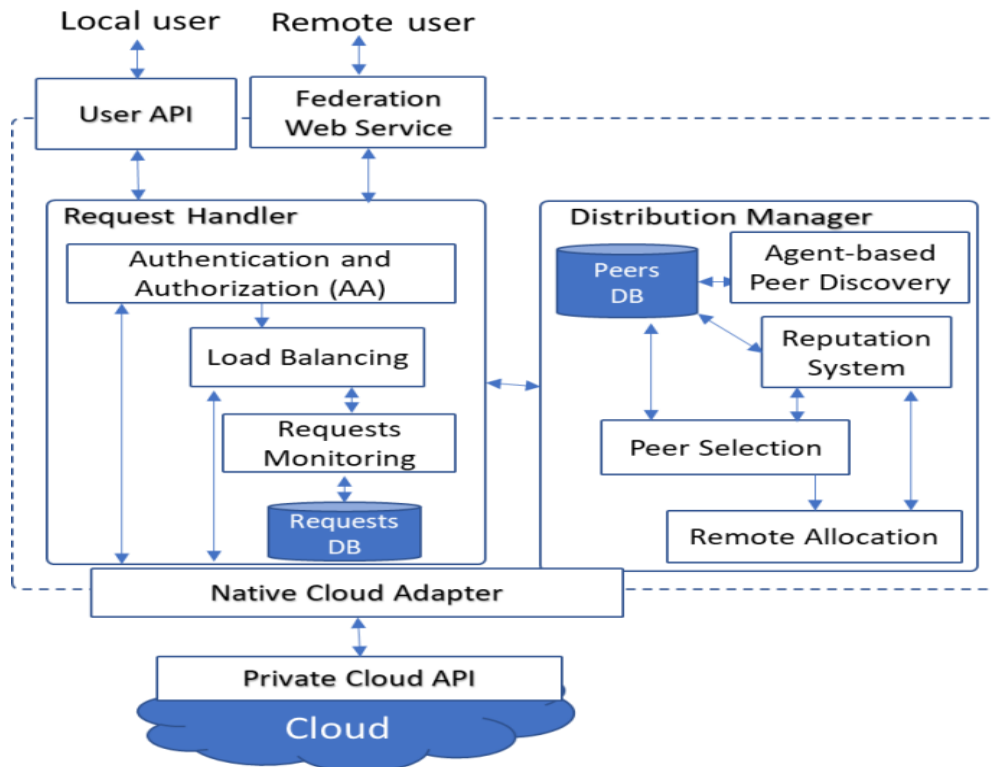 Local user
Remote user
User API
Federation
Web Service
Request Handler
Authentication and
Authorization (AA)
Load Balancing
Requests
Monitoring
Requests
DB
Distribution Manager
Peers
DB
Agent-based
Peer Discovery
Reputation
System
Peer Selection
Remote Allocation
Native Cloud Adapter
Private Cloud API
Cloud